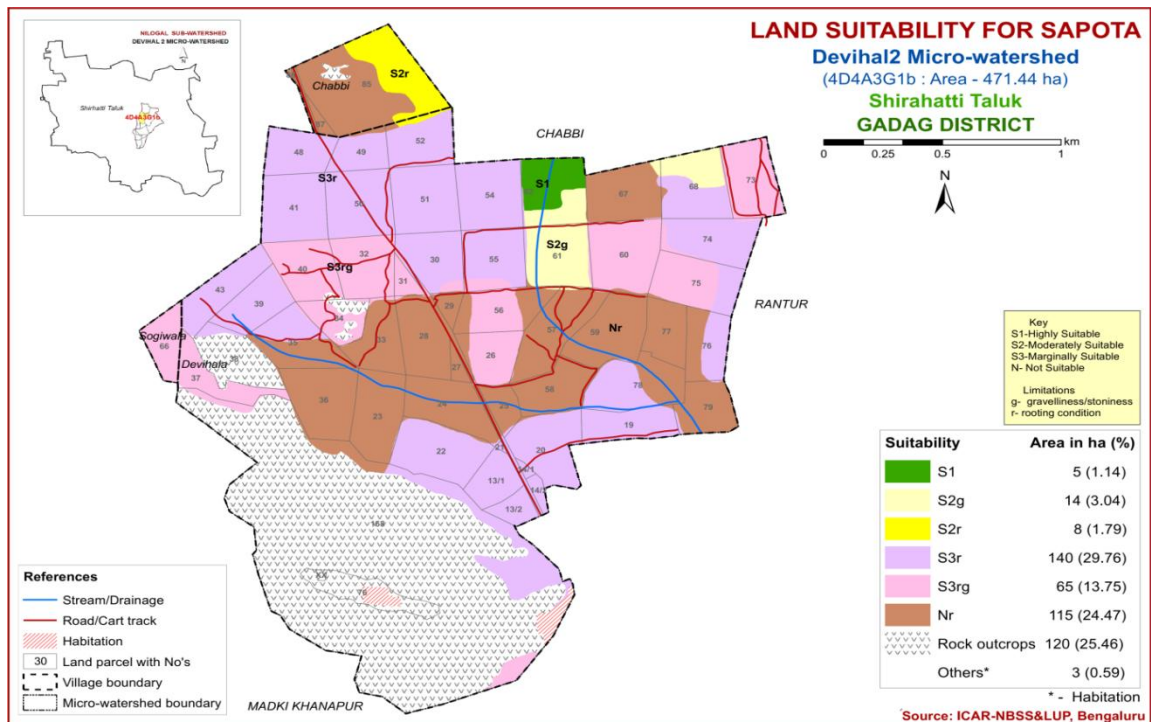 NILOGAL SUB-WATERSHED
DEVIHAL 2 MICRO-WATERSHED
N
Shirhatti Taluk
4D4A3G1b
LAND SUITABILITY FOR SAPOTA
Devihal2 Micro-watershed
(4D4A3G1b : Area - 471.44 ha)
Shirahatti Taluk
GADAG DISTRICT
km
0 0.25 0.5 1
N
S2r
65
Chabbi
CHABBI
52
48
49
S3r
S1
67
68
73
41
50
51
54
S2g
61
32
40
S3rg
30
55
60
74
31
75
43
39
29
56
RANTUR
34
Nr
57
59
77
76
Sogiwala
66
Devihala
38
35
33
28
27
26
37
36
23
24
25
58
78
79
19
22
21
20
13/1
14/1
13/2
162
XX
76
MADKI KHANAPUR
Key
S1-Highly Suitable
S2-Moderately Suitable
S3-Marginally Suitable
N- Not Suitable
Limitations
g- gravelliness/stoniness
r- rooting condition
Suitability Area in ha (%)
S1 5 (1.14)
S2g 14 (3.04)
S2r 8 (1.79)
S3r 140 (29.76)
S3rg 65 (13.75)
Nr 115 (24.47)
Rock outcrops 120 (25.46)
Others* 3 (0.59)
* - Habitation
Source: ICAR-NBSS&LUP, Bengaluru
References
Stream/Drainage
Road/Cart track
Habitation
30 Land parcel with No's
Village boundary
Micro-watershed boundary